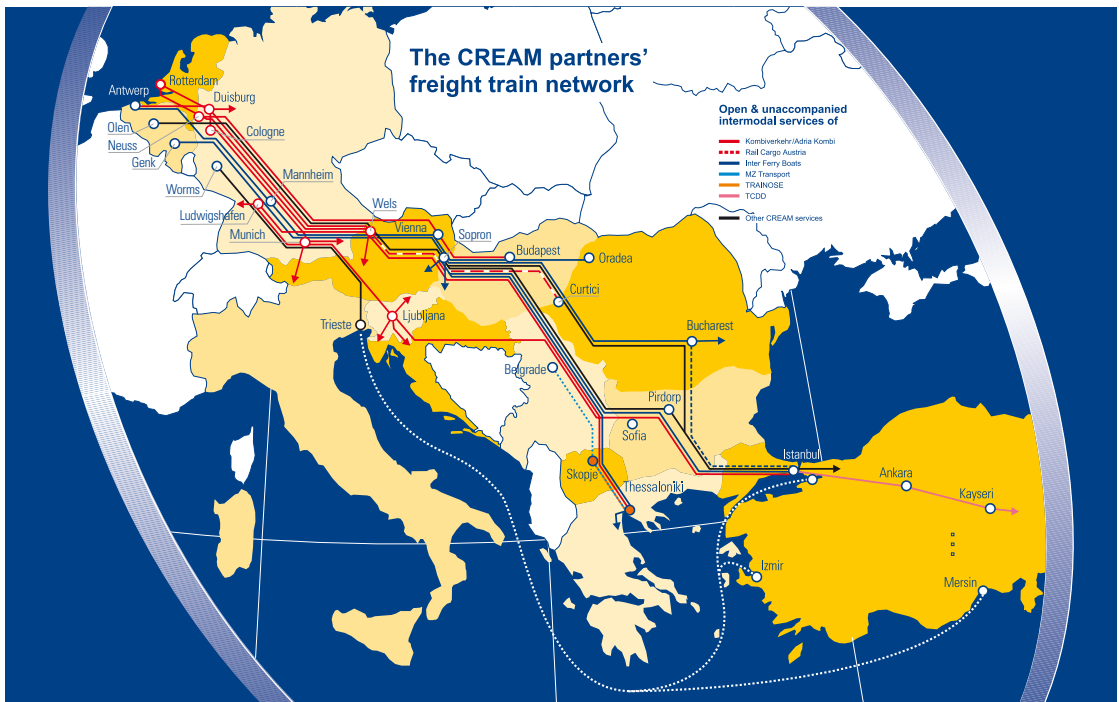 The CREAM partners'
freight train network
Open & unaccompanied
intermodal services of
Kombiverkehr/Adria Kombi
Rail Cargo Austria
Inter Ferry Boats
MZ Transport
TRAINOSE
TCDD
Other CREAM services
Rotterdam
Antwerp
Duisburg
Olen
Cologne
Neuss
Genk
Mannheim
Worms
Wels
Ludwigshafen
Vienna
Munich
Sopron
Budapest
Oradea
Curtici
Trieste
Ljubljana
Bucharest
Belgrade
Pirdorp
Sofia
Istanbul
Skopje
Ankara
Thessaloniki
Kayseri
Izmir
Mersin